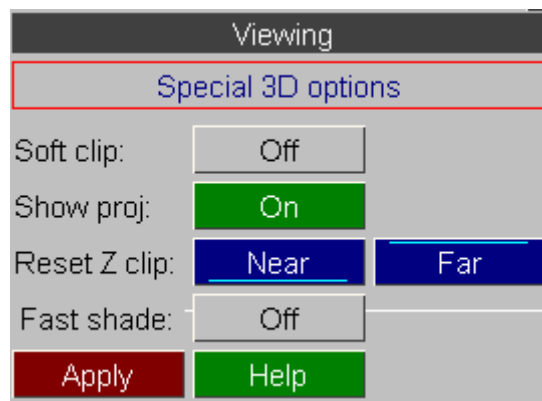 Viewing
Special 3D options
Soft clip: Off
Show proj: On
Reset Z clip: Near Far
Fast shade: Off
Apply Help